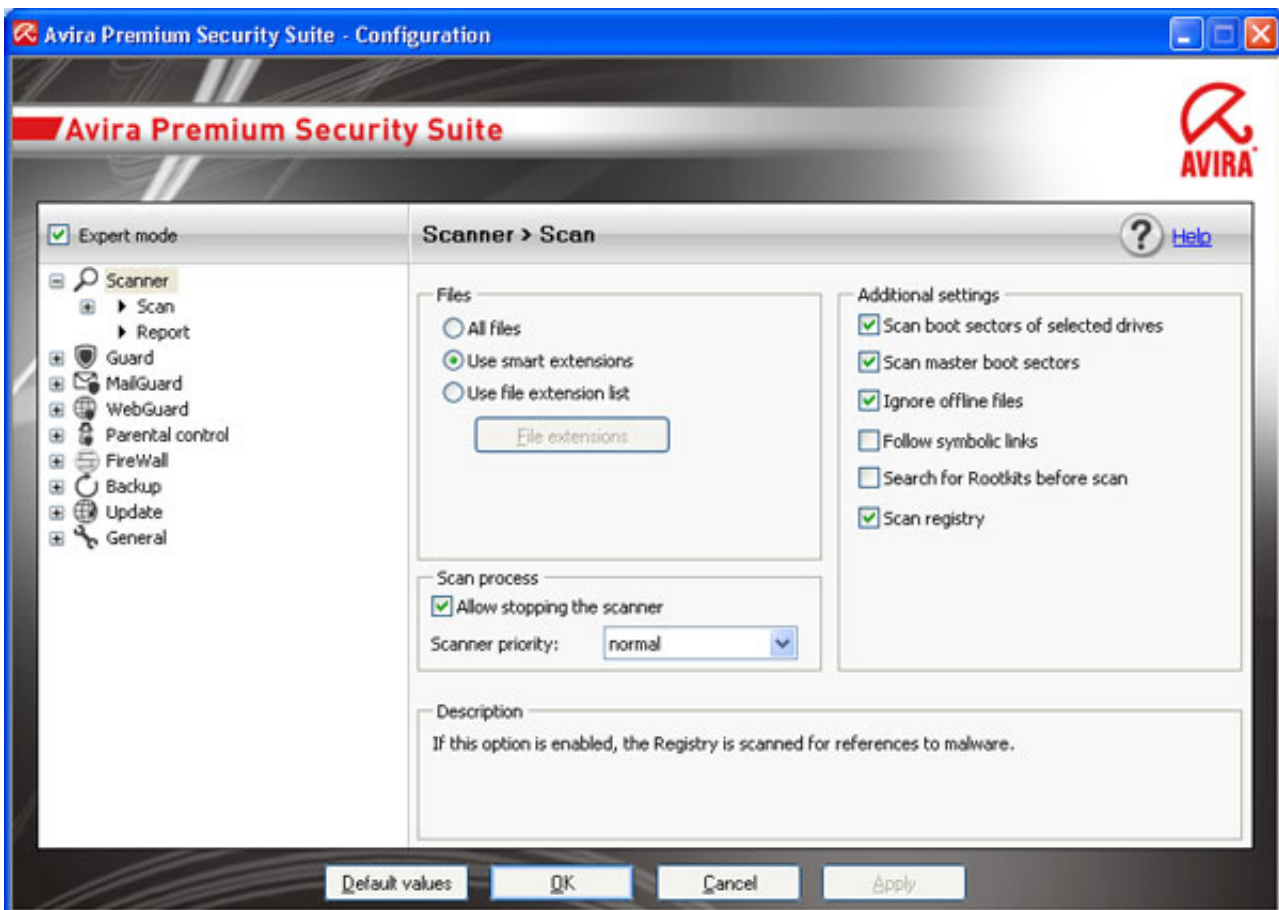 Avira Premium Security Suite - Configuration
Avira Premium Security Suite
AVIRA
Expert mode
Scanner > Scan
? Help
Scanner
Scan
Report
Guard
MailGuard
WebGuard
Parental control
FireWall
Backup
Update
General
Files
All files
Use smart extensions
Use file extension list
File extensions
Additional settings
Scan boot sectors of selected drives
Scan master boot sectors
Ignore offline files
Follow symbolic links
Search for Rootkits before scan
Scan registry
Scan process
Allow stopping the scanner
Scanner priority: normal
Description
If this option is enabled, the Registry is scanned for references to malware.
Default values OK Cancel Apply